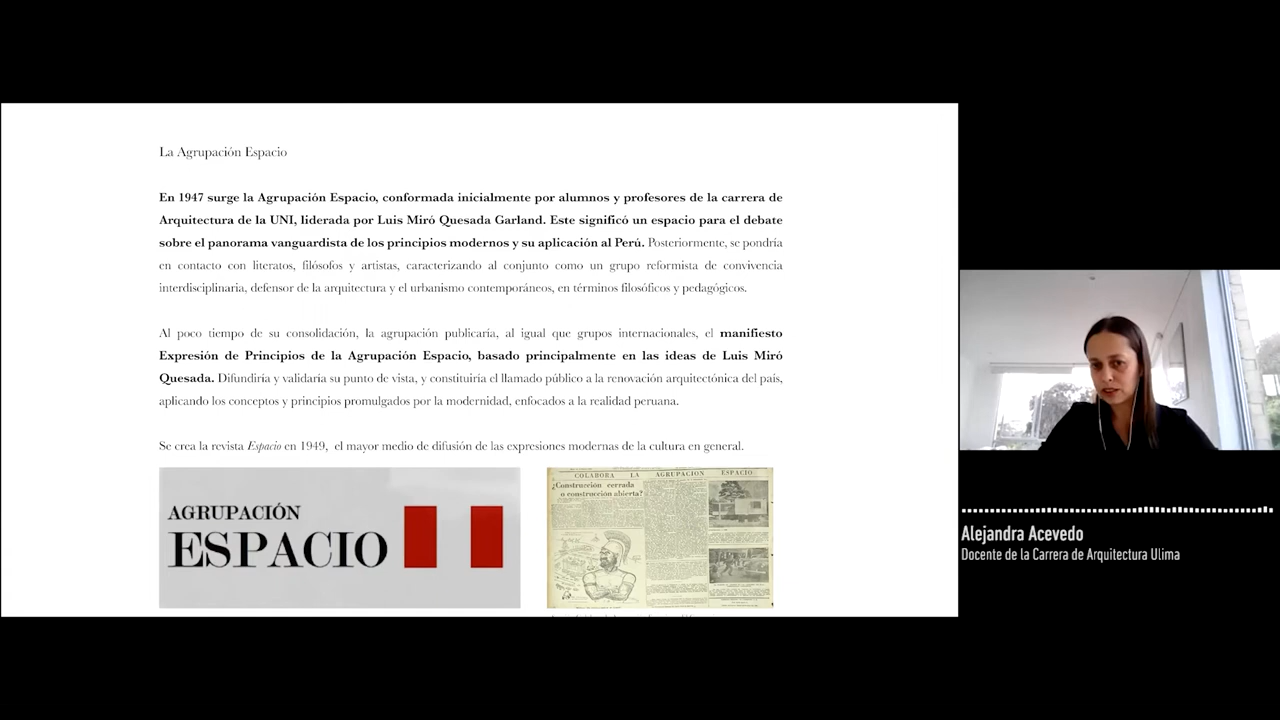 La Agrupación Espacio
En 1947 surge la Agrupación Espacio, conformada inicialmente por alumnos y profesores de la carrera de
Arquitectura de la UNI, liderada por Luis Miró Quesada Garland. Este significó un espacio para el debate
sobre el panorama vanguardista de los principios modernos y su aplicación al Perú. Posteriormente, se pondría
en contacto con literatos, filósofos y artistas, caracterizando al conjunto como un grupo reformista de convivencia
interdisciplinaria, defensor de la arquitectura y el urbanismo contemporáneos, en términos filosóficos y pedagógicos.
Al poco tiempo de su consolidación, la agrupación publicaría, al igual que grupos internacionales, el manifiesto
Expresión de Principios de la Agrupación Espacio, basado principalmente en las ideas de Luis Miró
Quesada. Difundiría y validaría su punto de vista, y constituiría el llamado público a la renovación arquitectónica del país,
aplicando los conceptos y principios promulgados por la modernidad, enfocados a la realidad peruana.
Se crea la revista Espacio en 1949, el mayor medio de difusión de las expresiones modernas de la cultura en general.
AGRUPACIÓN
ESPACIO
COLABORA LA AGRUPACION ESPACIO
¿Construcción cerrada
o construcción abierta?
Alejandra Acevedo
Docente de la Carrera de Arquitectura Ulima